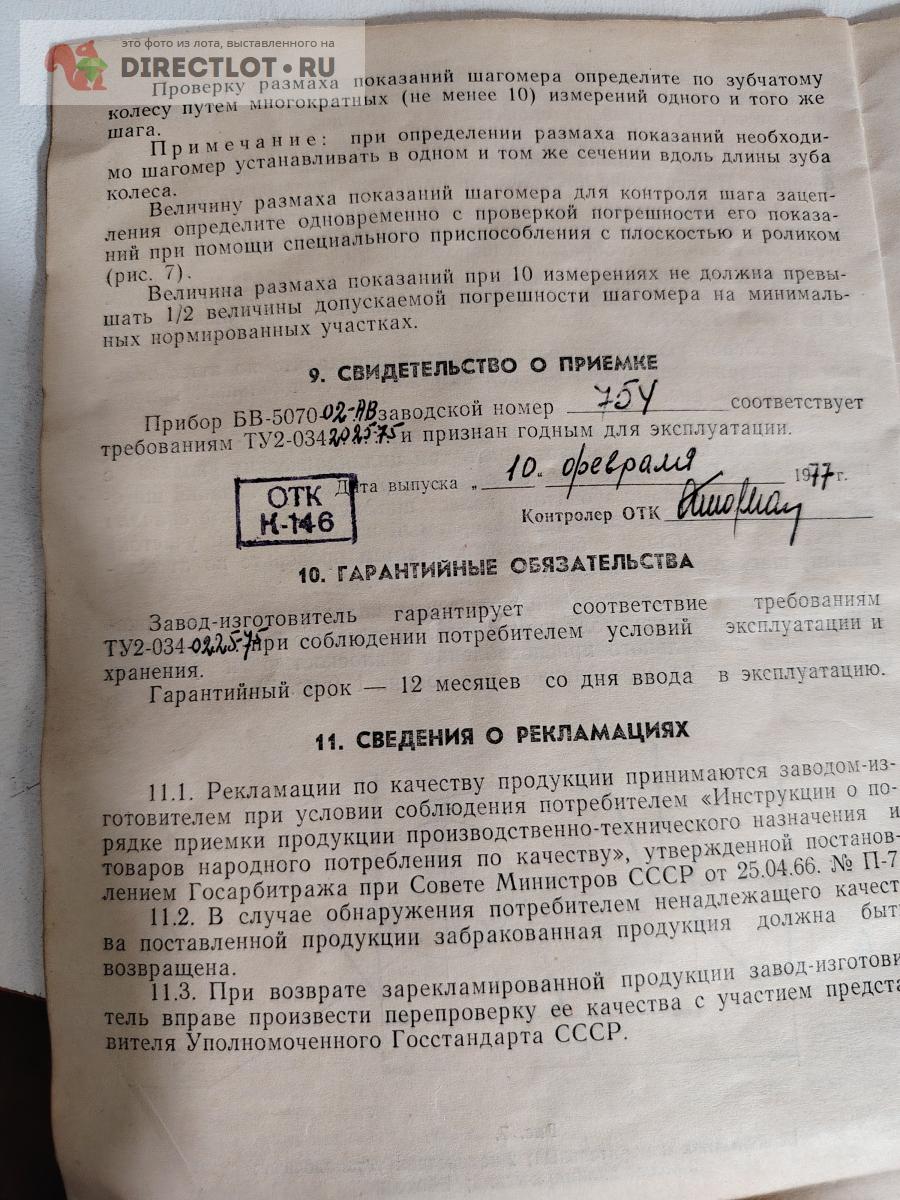 это фото из лота, выставленного на
DIRECTLOT.RU
Проверку размаха показаний шагомера определите по зубчатому
колесу путем многократных (не менее 10) измерений одного и того же
шага.
Примечание: при определении размаха показаний необходи-
мо шагомер устанавливать в одном и том же сечении вдоль длины зуба
колеса.
Величину размаха показаний шагомера для контроля шага зацеп-
ления определите одновременно с проверкой погрешности его показа-
ний при помощи специального приспособления с плоскостью и роликом
(рис. 7).
Величина размаха показаний при 10 измерениях не должна превы-
шать 1/2 величины допускаемой погрешности шагомера на минималь-
ных нормированных участках.
9. СВИДЕТЕЛЬСТВО О ПРИЕМКЕ
Прибор БВ-5070 02-АВ заводской номер 754 соответствует
требованиям ТУ2-034 и признан годным для эксплуатации.
ОТК
К-146
Дата выпуска „10“ февраля 1977 г.
Контролер ОТК
10. ГАРАНТИЙНЫЕ ОБЯЗАТЕЛЬСТВА
Завод-изготовитель гарантирует соответствие требованиям
ТУ2-034-0225-75 при соблюдении потребителем условий эксплуатации и
хранения.
Гарантийный срок — 12 месяцев со дня ввода в эксплуатацию.
11. СВЕДЕНИЯ О РЕКЛАМАЦИЯХ
11.1. Рекламации по качеству продукции принимаются заводом-из-
готовителем при условии соблюдения потребителем «Инструкции о по-
рядке приемки продукции производственно-технического назначения и
товаров народного потребления по качеству», утвержденной постанов-
лением Госарбитража при Совете Министров СССР от 25.04.66. № П-7
11.2. В случае обнаружения потребителем ненадлежащего качест
ва поставленной продукции забракованная продукция должна быт
возвращена.
11.3. При возврате зарекламированной продукции завод-изготови
тель вправе произвести перепроверку ее качества с участием предста
вителя Уполномоченного Госстандарта СССР.